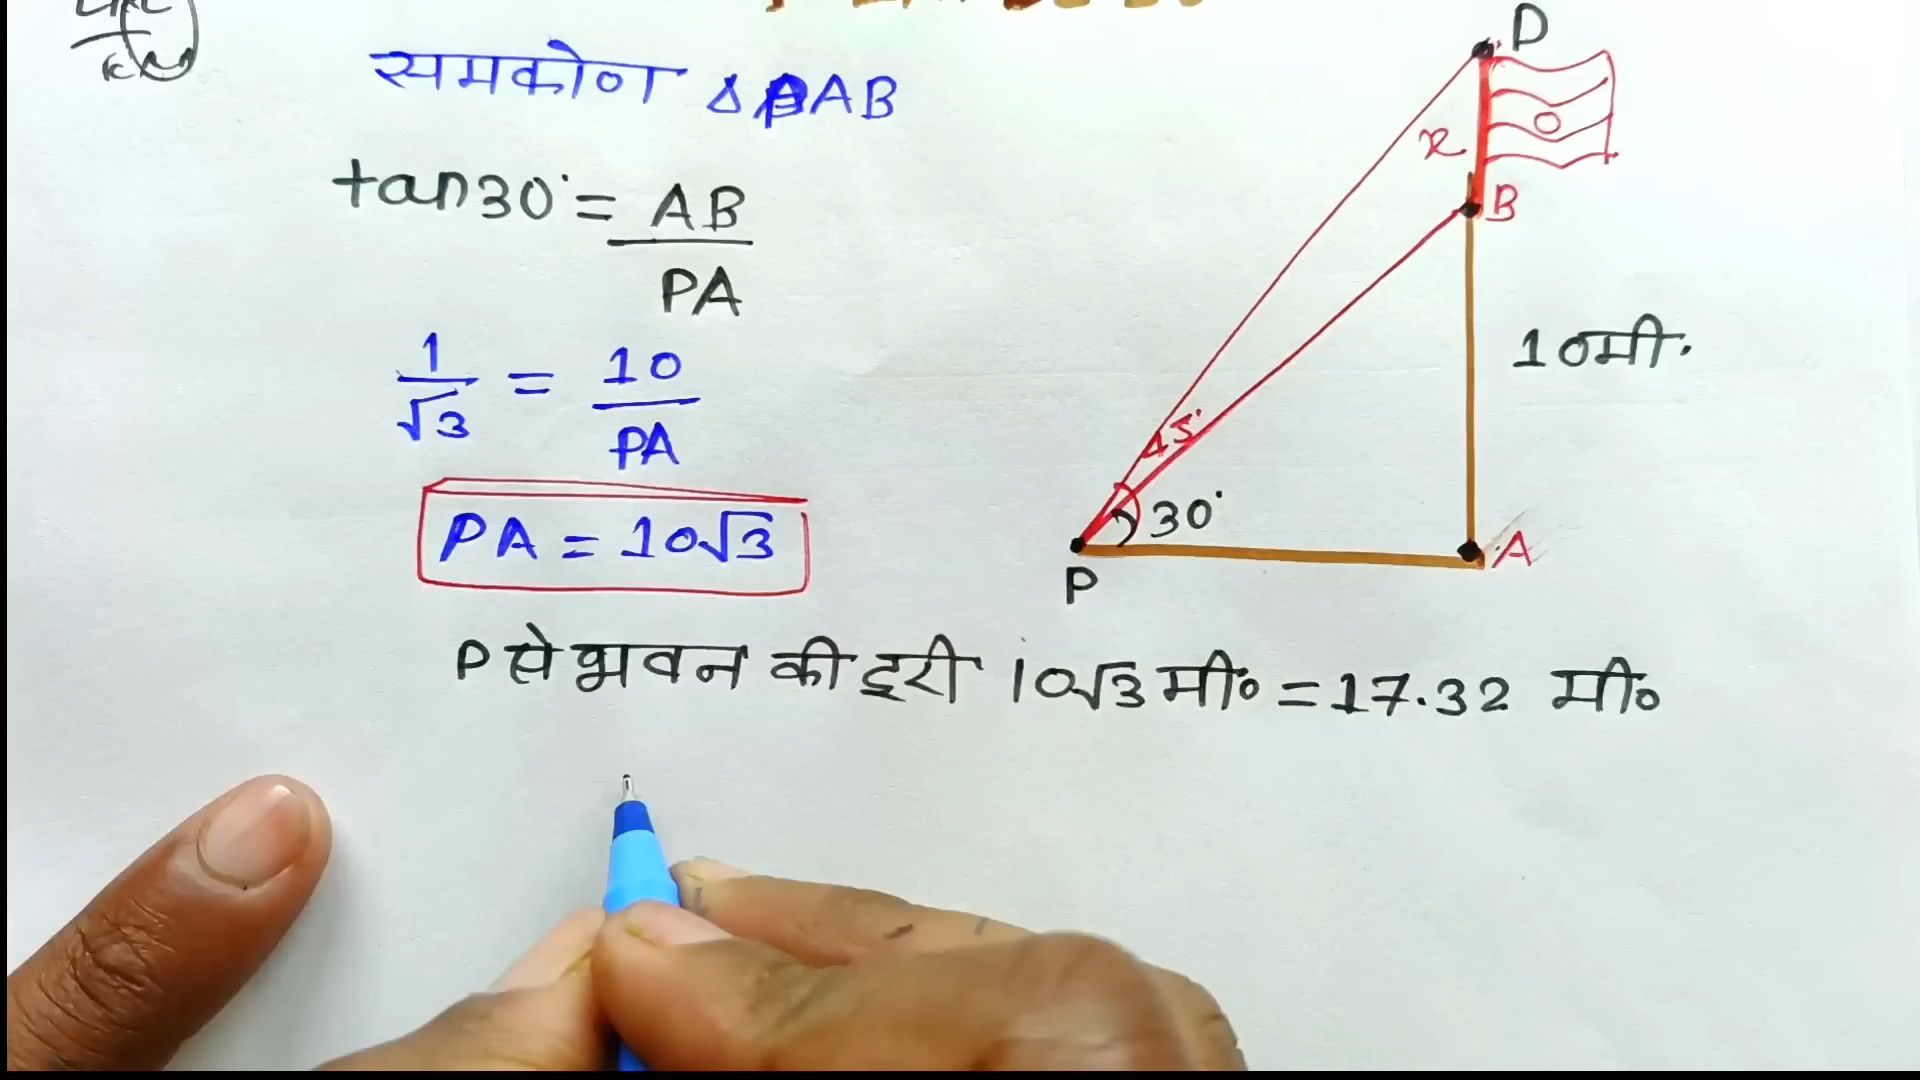 समकोण Δ PAB
tan30° = AB
PA
1/√3 = 10/PA
PA = 10√3
P से भवन की दूरी 10√3 मी० = 17.32 मी०
D
x
B
10मी.
45°
30°
P
A